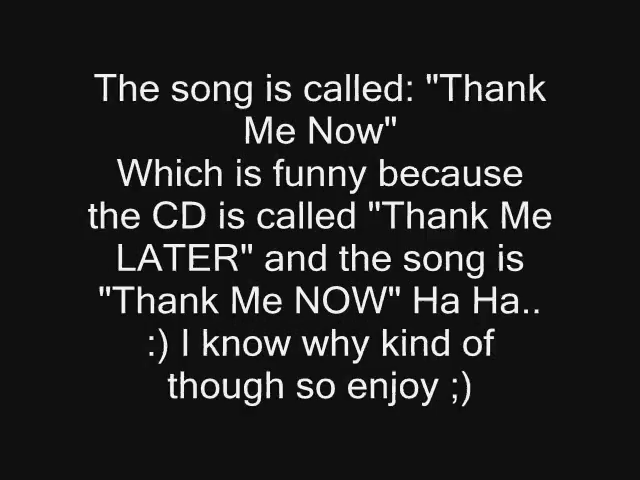 The song is called: "Thank
Me Now"
Which is funny because
the CD is called "Thank Me
LATER" and the song is
"Thank Me NOW" Ha Ha..
:) I know why kind of
though so enjoy ;)